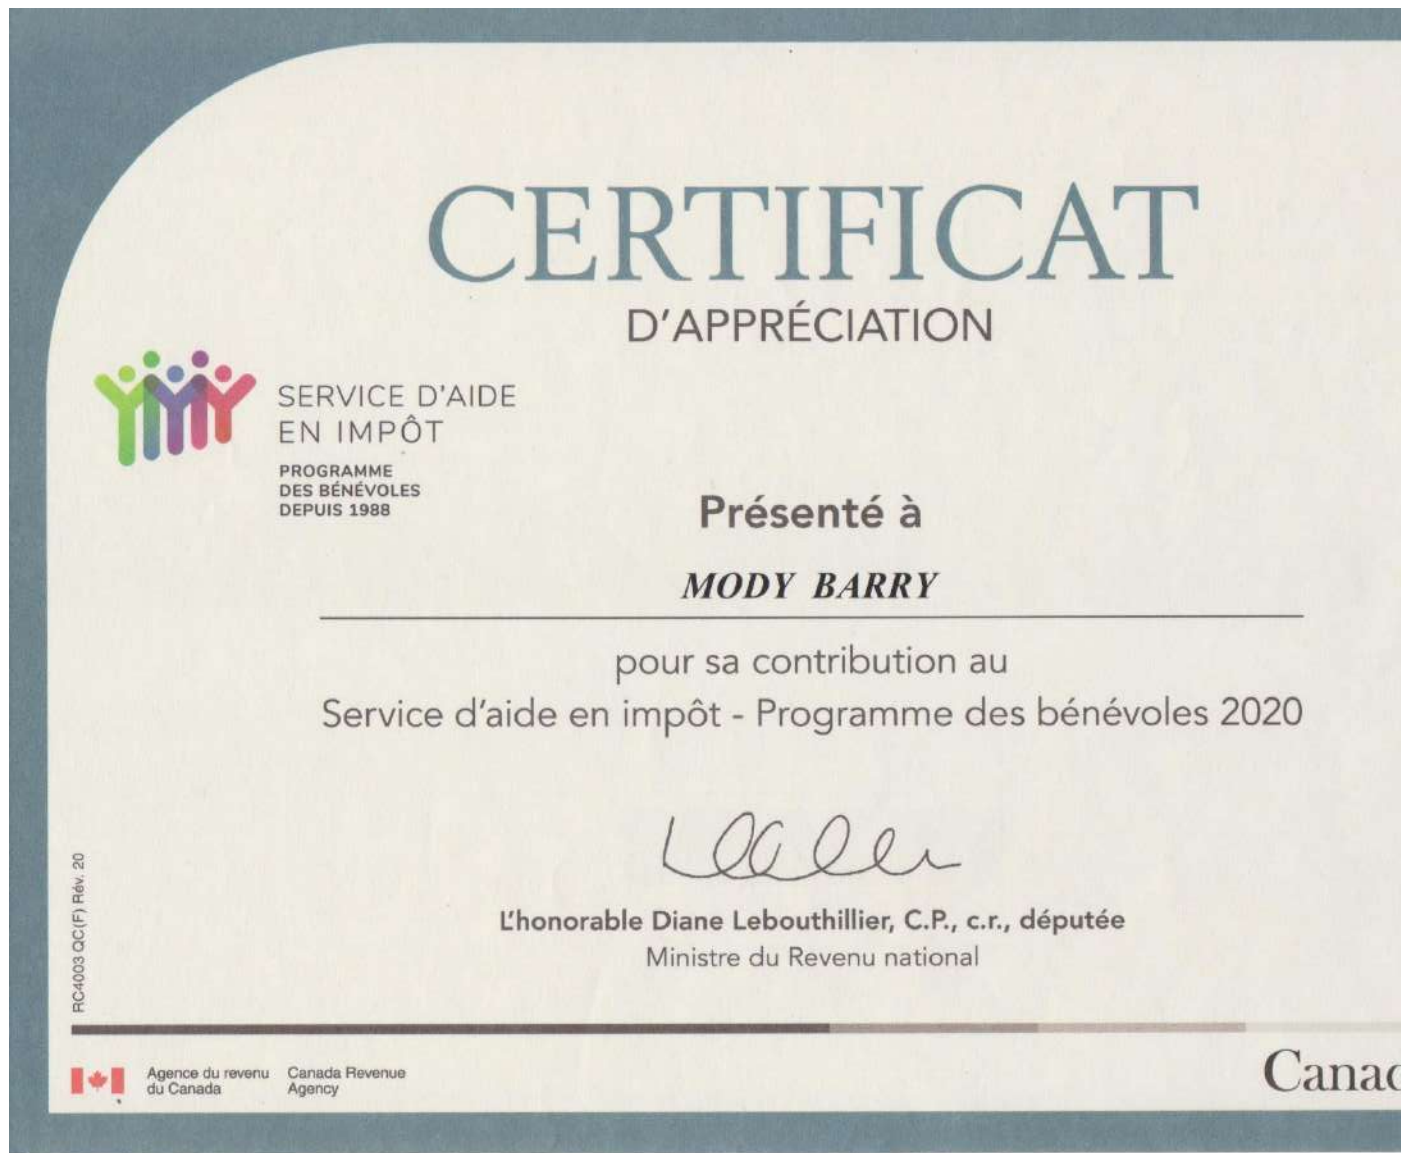 CERTIFICAT
D'APPRÉCIATION
SERVICE D'AIDE
EN IMPÔT
PROGRAMME
DES BÉNÉVOLES
DEPUIS 1988
Présenté à
MODY BARRY
pour sa contribution au
Service d'aide en impôt - Programme des bénévoles 2020
L'honorable Diane Lebouthillier, C.P., c.r., députée
Ministre du Revenu national
RC4003 QC(F) Rév. 20
Agence du revenu
du Canada
Canada Revenue
Agency
Canad